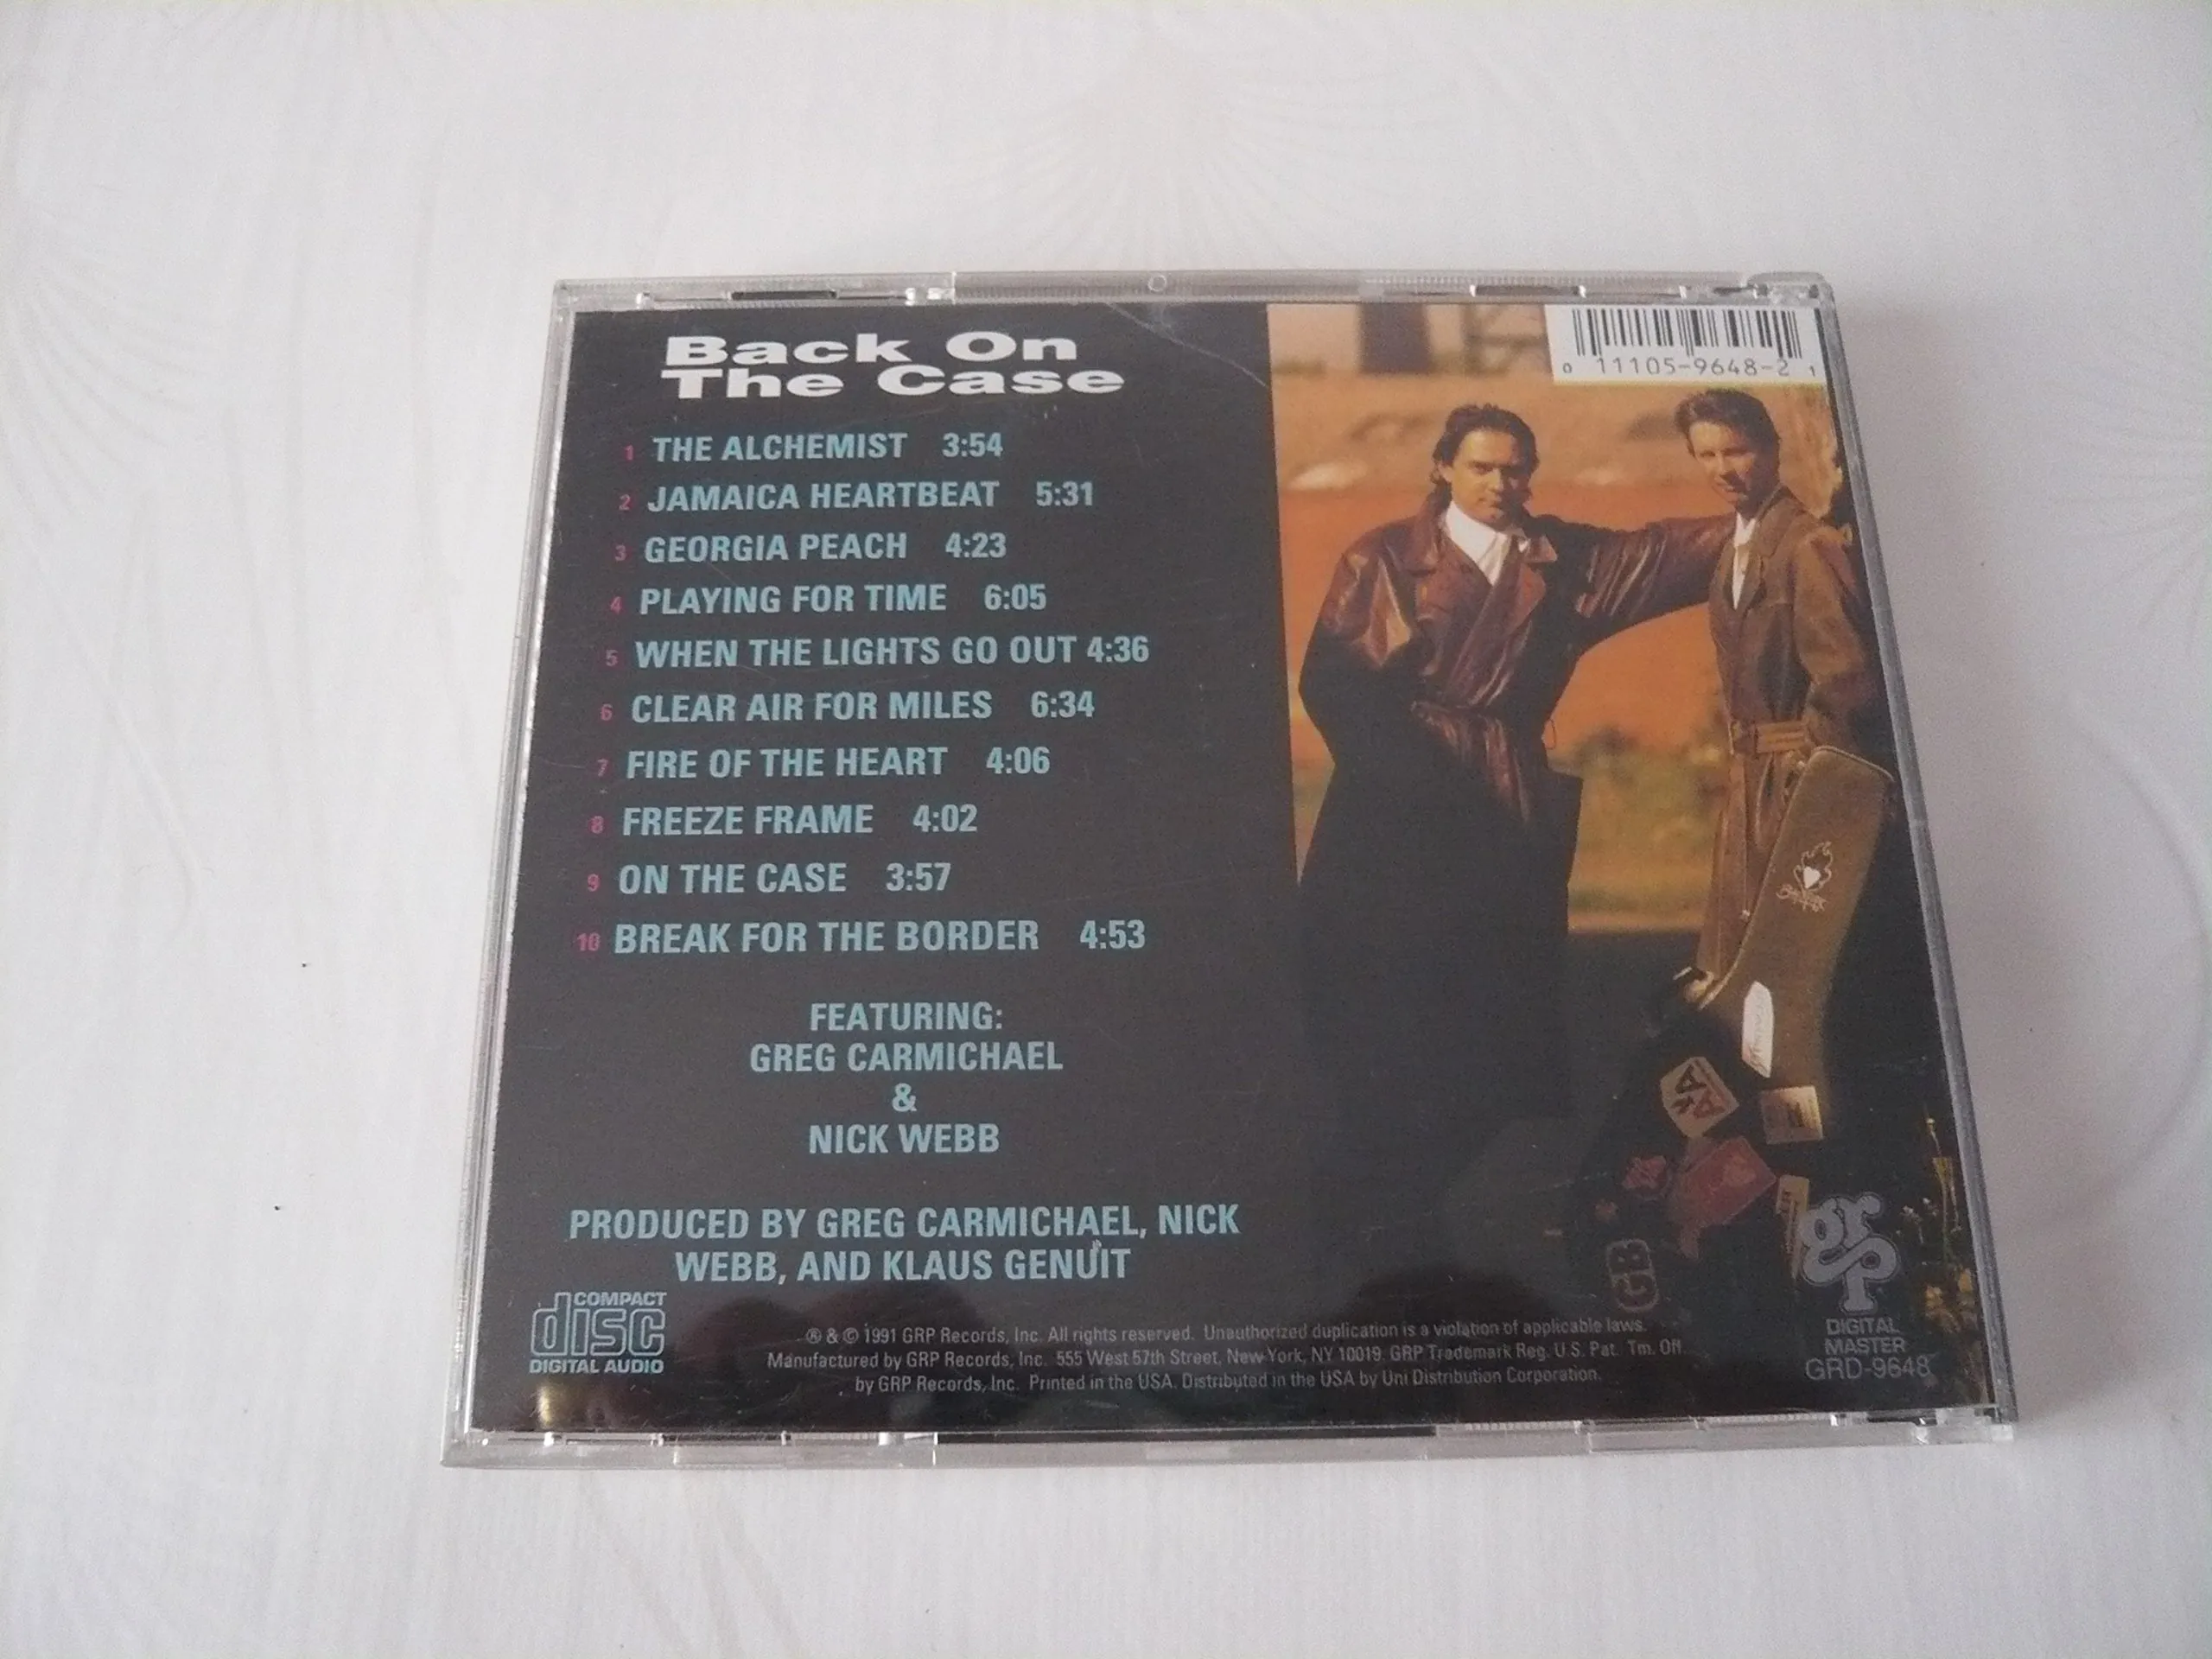 Back On
The Case
0 11105-9648-2 1
1 THE ALCHEMIST 3:54
2 JAMAICA HEARTBEAT 5:31
3 GEORGIA PEACH 4:23
4 PLAYING FOR TIME 6:05
5 WHEN THE LIGHTS GO OUT 4:36
6 CLEAR AIR FOR MILES 6:34
7 FIRE OF THE HEART 4:06
8 FREEZE FRAME 4:02
9 ON THE CASE 3:57
10 BREAK FOR THE BORDER 4:53
FEATURING:
GREG CARMICHAEL
&
NICK WEBB
PRODUCED BY GREG CARMICHAEL, NICK
WEBB, AND KLAUS GENUIT
COMPACT
disc
DIGITAL AUDIO
℗ & © 1991 GRP Records, Inc. All rights reserved. Unauthorized duplication is a violation of applicable laws.
Manufactured by GRP Records, Inc. 555 West 57th Street, New York, NY 10019. GRP Trademark Reg. U.S. Pat. Tm. Off.
by GRP Records, Inc. Printed in the USA. Distributed in the USA by Uni Distribution Corporation.
GB
grp
DIGITAL
MASTER
GRD-9648